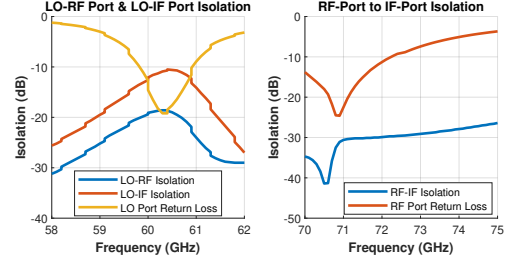 LO-RF Port & LO-IF Port Isolation
0
-10
-20
-30
-40
Isolation (dB)
LO-RF Isolation
LO-IF Isolation
LO Port Return Loss
58 59 60 61 62
Frequency (GHz)
RF-Port to IF-Port Isolation
0
-10
-20
-30
-40
-50
Isolation (dB)
RF-IF Isolation
RF Port Return Loss
70 71 72 73 74 75
Frequency (GHz)